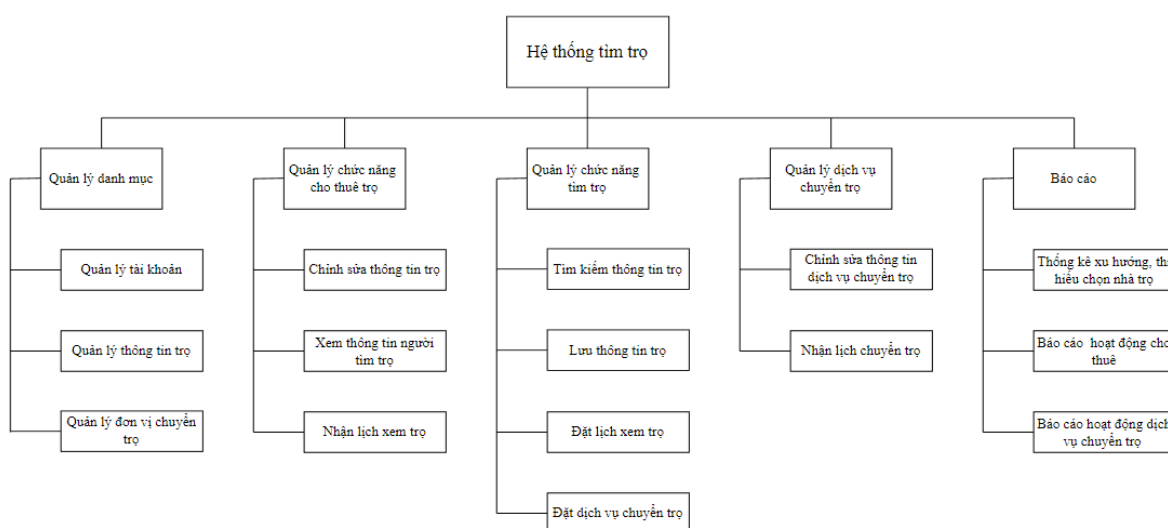 Hệ thống tìm trọ
Quản lý danh mục
Quản lý chức năng
cho thuê trọ
Quản lý chức năng
tìm trọ
Quản lý dịch vụ
chuyển trọ
Báo cáo
Quản lý tài khoản
Chỉnh sửa thông tin trọ
Tìm kiếm thông tin trọ
Chỉnh sửa thông tin
dịch vụ chuyển trọ
Thống kê xu hướng, thị
hiếu chọn nhà trọ
Quản lý thông tin trọ
Xem thông tin người
tìm trọ
Lưu thông tin trọ
Nhận lịch chuyển trọ
Báo cáo hoạt động cho
thuê
Quản lý đơn vị chuyển
trọ
Nhận lịch xem trọ
Đặt lịch xem trọ
Báo cáo hoạt động dịch
vụ chuyển trọ
Đặt dịch vụ chuyển trọ